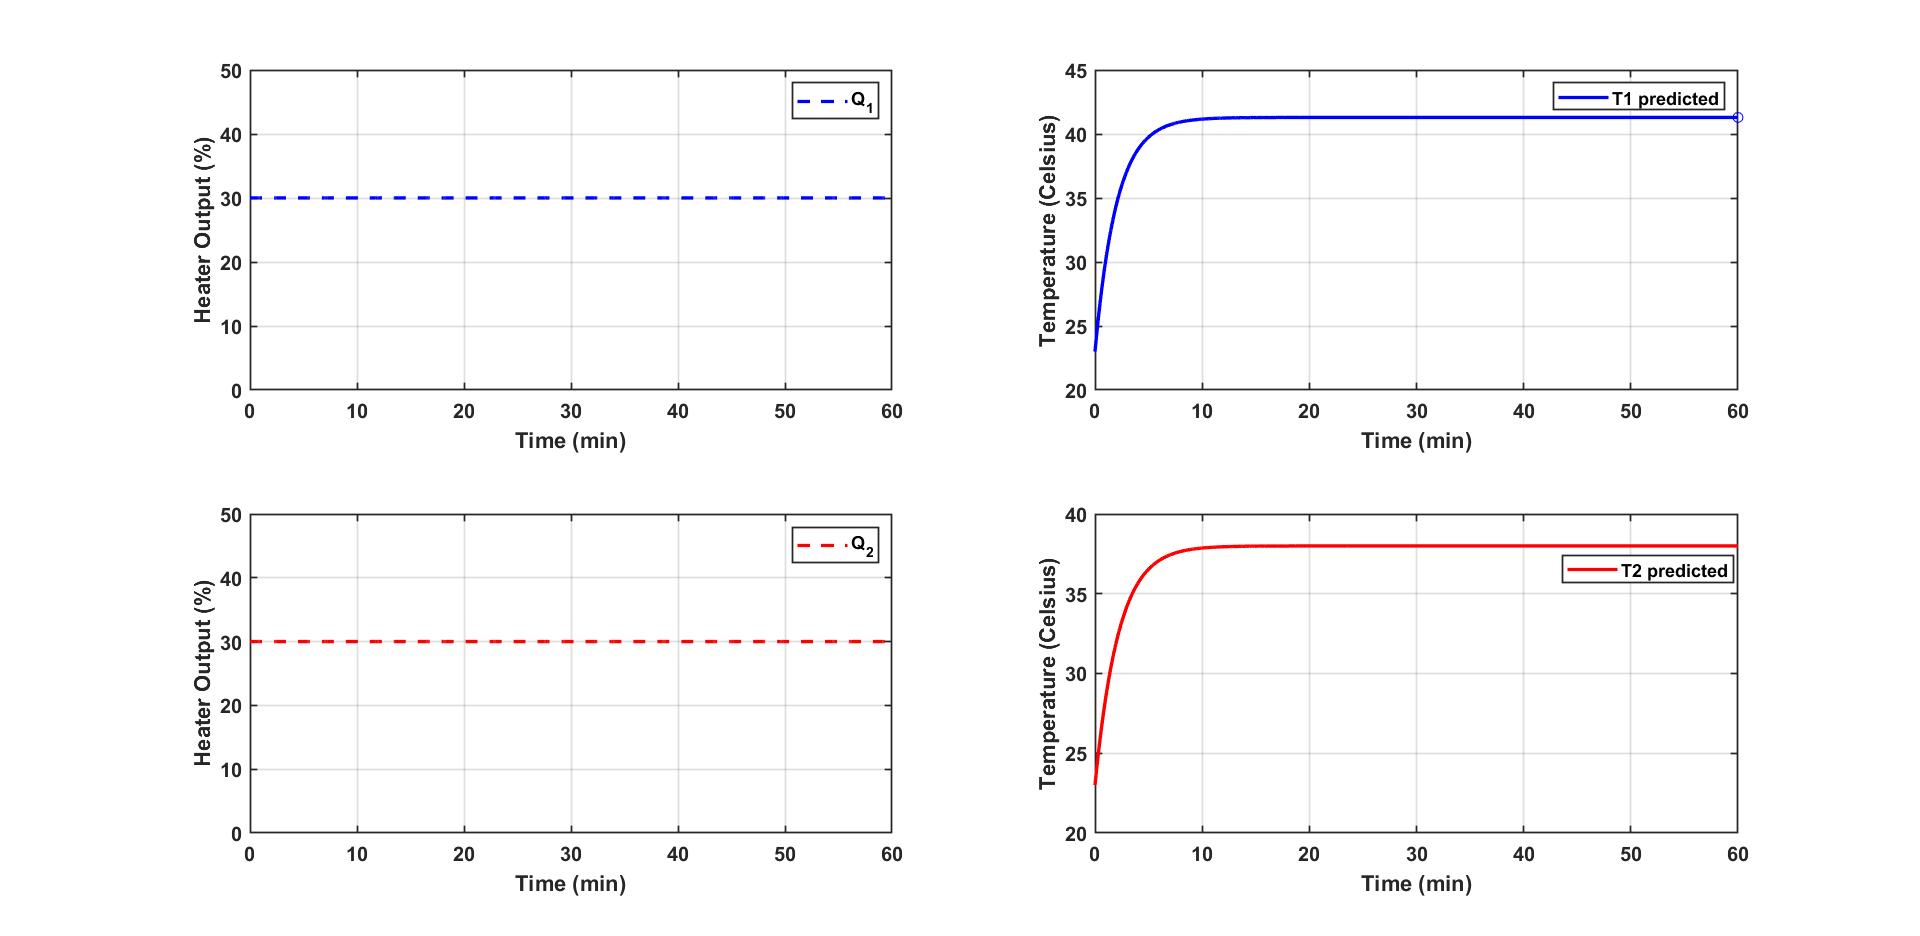 50
40
30
20
10
0
Heater Output (%)
0 10 20 30 40 50 60
Time (min)
Q1
45
40
35
30
25
20
Temperature (Celsius)
0 10 20 30 40 50 60
Time (min)
T1 predicted
50
40
30
20
10
0
Heater Output (%)
0 10 20 30 40 50 60
Time (min)
Q2
40
35
30
25
20
Temperature (Celsius)
0 10 20 30 40 50 60
Time (min)
T2 predicted